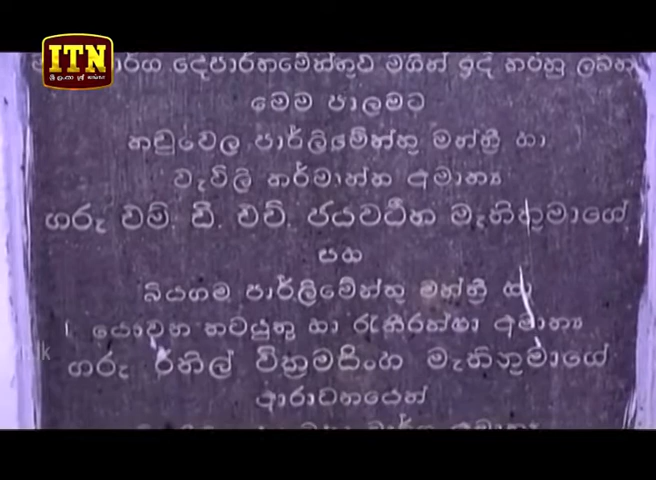 ITN
මාර්ග දෙපාර්තමේන්තුව මගින් ඉදි කරනු ලබන
මෙම පාලමට
කඩුවෙල පාර්ලිමේන්තු මන්ත්‍රී හා
වැවිලි කර්මාන්ත අමාත්‍ය
ගරු එම්. ඩී. එච්. ජයවර්ධන මැතිතුමාගේ
සහ
බියගම පාර්ලිමේන්තු මන්ත්‍රී හා
යොවුන කටයුතු හා රැකිරක්ෂා අමාත්‍ය
ගරු රනිල් වික්‍රමසිංහ මැතිතුමාගේ
ආරාධනයෙන්